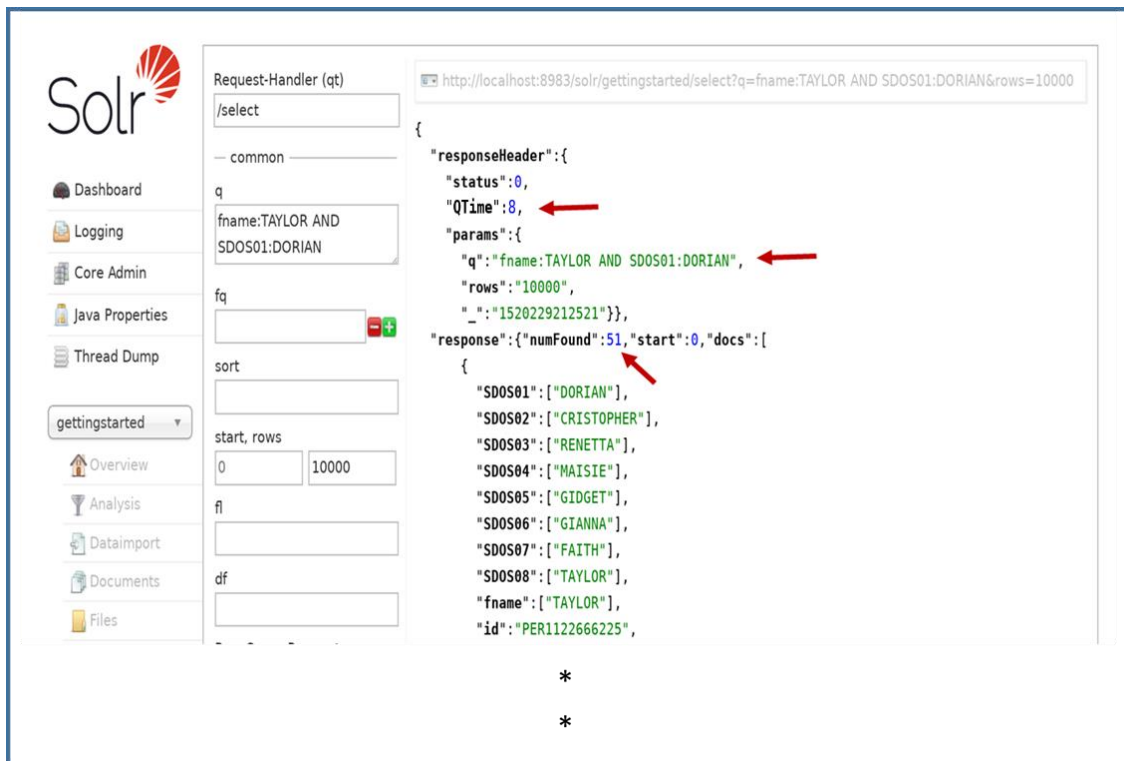 Solr
Dashboard
Logging
Core Admin
Java Properties
Thread Dump
gettingstarted
Overview
Analysis
Dataimport
Documents
Files
Request-Handler (qt)
/select
common
q
fname:TAYLOR AND
SDOS01:DORIAN
fq
sort
start, rows
0 10000
fl
df
http://localhost:8983/solr/gettingstarted/select?q=fname:TAYLOR AND SDOS01:DORIAN&rows=10000
{
"responseHeader":{
"status":0,
"QTime":8,
"params":{
"q":"fname:TAYLOR AND SDOS01:DORIAN",
"rows":"10000",
"_":"1520229212521"}},
"response":{"numFound":51,"start":0,"docs":[
{
"SDOS01":["DORIAN"],
"SDOS02":["CRISTOPHER"],
"SDOS03":["RENETTA"],
"SDOS04":["MAISIE"],
"SDOS05":["GIDGET"],
"SDOS06":["GIANNA"],
"SDOS07":["FAITH"],
"SDOS08":["TAYLOR"],
"fname":["TAYLOR"],
"id":"PER1122666225",
*
*